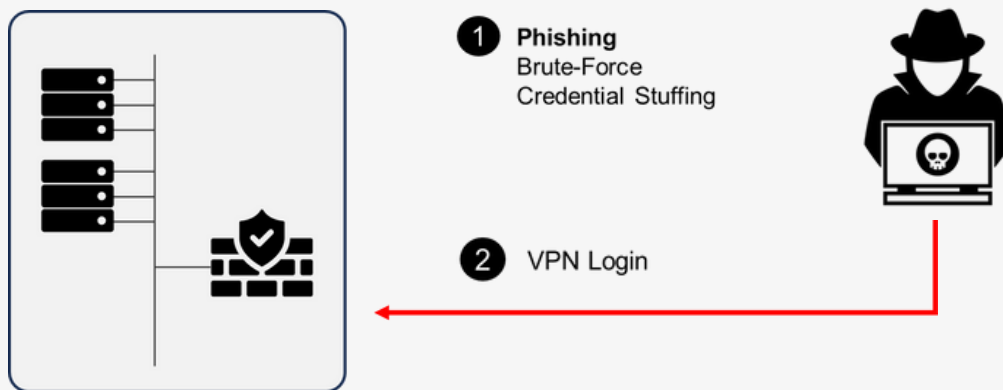 1
Phishing
Brute-Force
Credential Stuffing
2
VPN Login